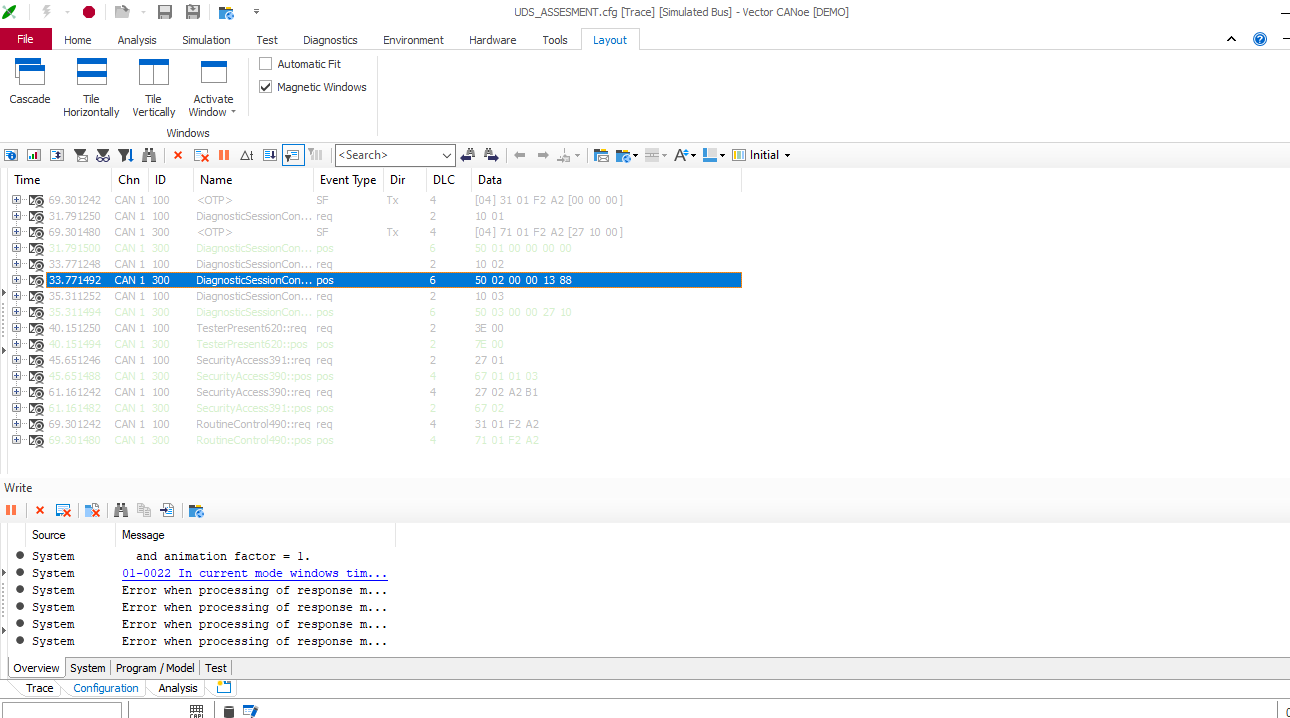 UDS_ASSESMENT.cfg [Trace] [Simulated Bus] - Vector CANoe [DEMO]
File Home Analysis Simulation Test Diagnostics Environment Hardware Tools Layout
Cascade
Tile Horizontally
Tile Vertically
Activate Window
Automatic Fit
Magnetic Windows
Windows
<Search> Initial
Time Chn ID Name Event Type Dir DLC Data
69.301242 CAN 1 100 <OTP> SF Tx 4 [04] 31 01 F2 A2 [00 00 00]
31.791250 CAN 1 100 DiagnosticSessionCon... req 2 10 01
69.301480 CAN 1 300 <OTP> SF Tx 4 [04] 71 01 F2 A2 [27 10 00]
31.791500 CAN 1 300 DiagnosticSessionCon... pos 6 50 01 00 00 00 00
33.771248 CAN 1 100 DiagnosticSessionCon... req 2 10 02
33.771492 CAN 1 300 DiagnosticSessionCon... pos 6 50 02 00 00 13 88
35.311252 CAN 1 100 DiagnosticSessionCon... req 2 10 03
35.311494 CAN 1 300 DiagnosticSessionCon... pos 6 50 03 00 00 27 10
40.151250 CAN 1 100 TesterPresent620::req req 2 3E 00
40.151494 CAN 1 300 TesterPresent620::pos pos 2 7E 00
45.651246 CAN 1 100 SecurityAccess391::req req 2 27 01
45.651488 CAN 1 300 SecurityAccess390::pos pos 4 67 01 01 03
61.161242 CAN 1 100 SecurityAccess390::req req 4 27 02 A2 B1
61.161482 CAN 1 300 SecurityAccess391::pos pos 2 67 02
69.301242 CAN 1 100 RoutineControl490::req req 4 31 01 F2 A2
69.301480 CAN 1 300 RoutineControl490::pos pos 4 71 01 F2 A2
Write
Source Message
System and animation factor = 1.
System 01-0022 In current mode windows tim...
System Error when processing of response m...
System Error when processing of response m...
System Error when processing of response m...
System Error when processing of response m...
Overview System Program / Model Test
Trace Configuration Analysis
CAPL